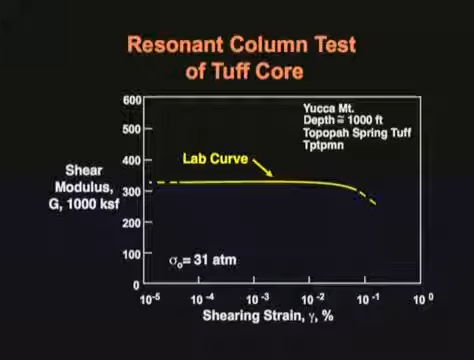 Resonant Column Test
of Tuff Core
Yucca Mt.
Depth ≅ 1000 ft
Topopah Spring Tuff
Tptpmn
Lab Curve
Shear
Modulus,
G, 1000 ksf
600
500
400
300
200
100
0
σₒ= 31 atm
10⁻⁵ 10⁻⁴ 10⁻³ 10⁻² 10⁻¹ 10⁰
Shearing Strain, γ, %